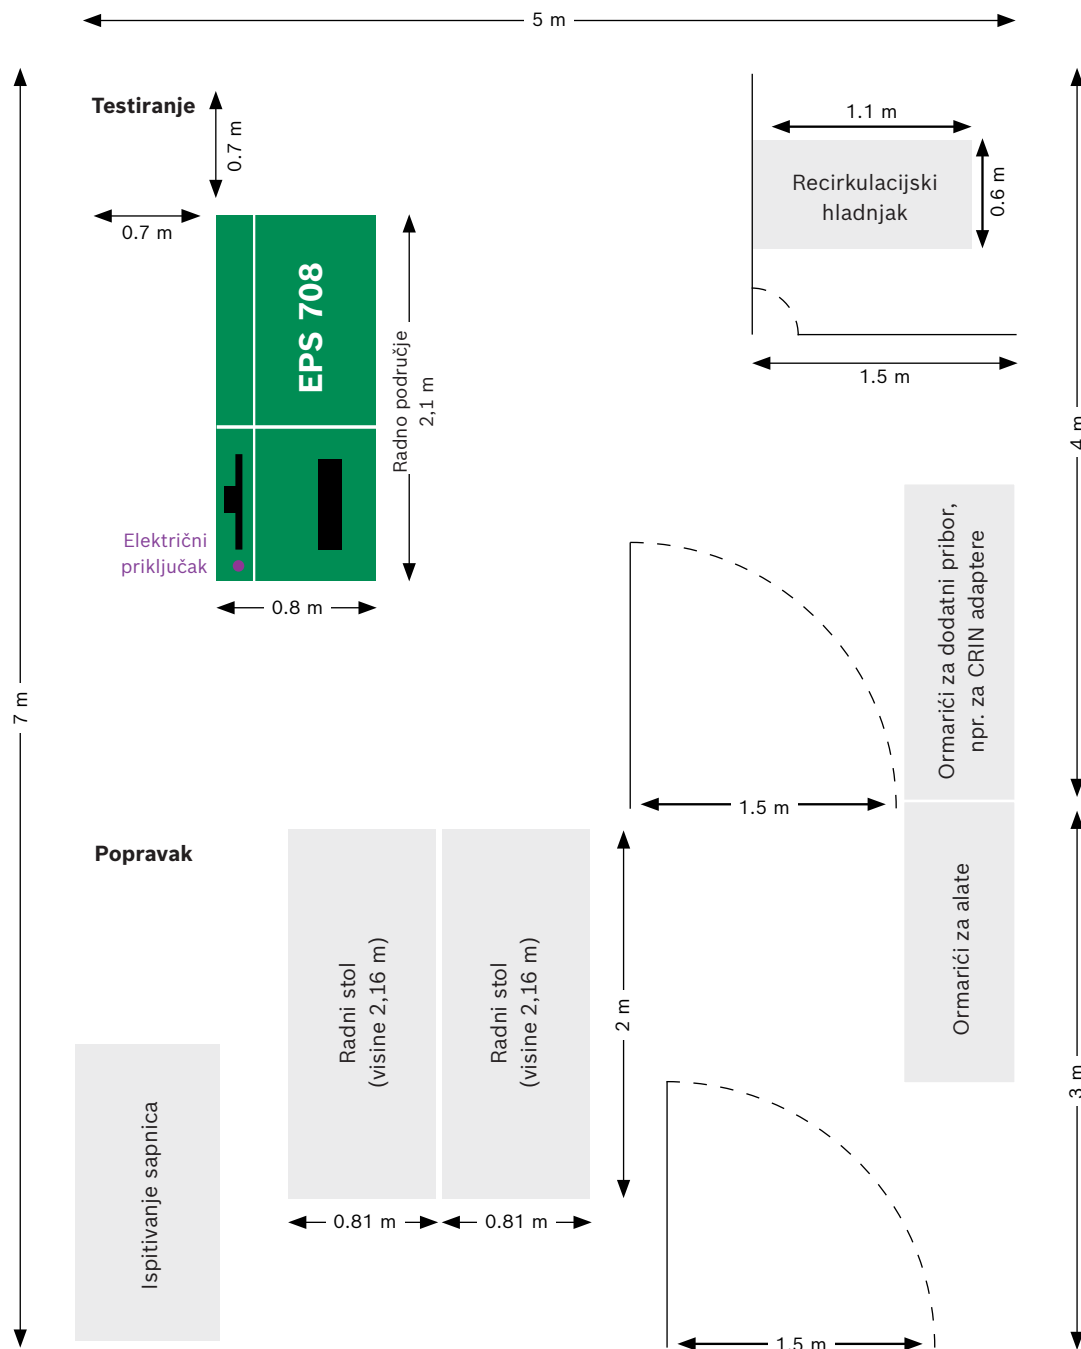 5 m
Testiranje
0.7 m
0.7 m
EPS 708
Radno područje
2,1 m
Električni
priključak
0.8 m
1.1 m
Recirkulacijski
hladnjak
0.6 m
1.5 m
4 m
7 m
Ormarići za dodatni pribor,
npr. za CRIN adaptere
1.5 m
Popravak
Radni stol
(visine 2,16 m)
Radni stol
(visine 2,16 m)
2 m
Ormarići za alate
3 m
0.81 m
0.81 m
Ispitivanje sapnica
1.5 m